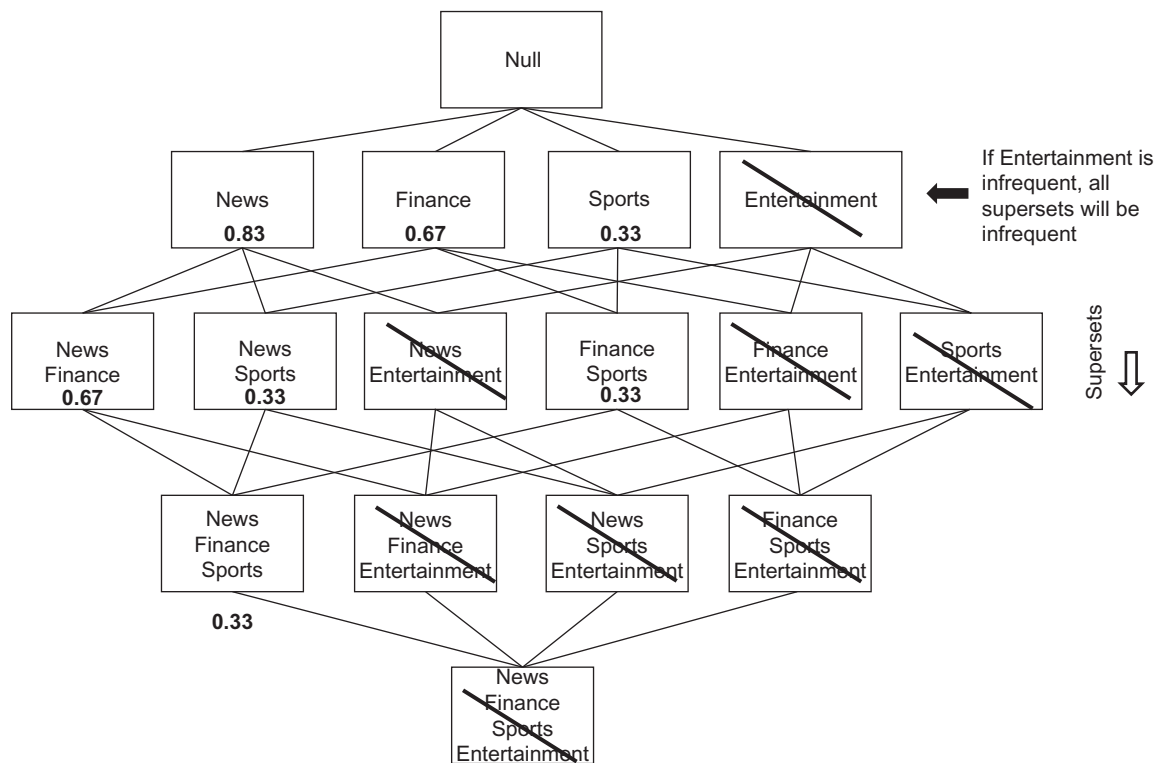 Null
News
0.83
Finance
0.67
Sports
0.33
Entertainment
If Entertainment is
infrequent, all
supersets will be
infrequent
News
Finance
0.67
News
Sports
0.33
News
Entertainment
Finance
Sports
0.33
Finance
Entertainment
Sports
Entertainment
Supersets
News
Finance
Sports
0.33
News
Finance
Entertainment
News
Sports
Entertainment
Finance
Sports
Entertainment
News
Finance
Sports
Entertainment